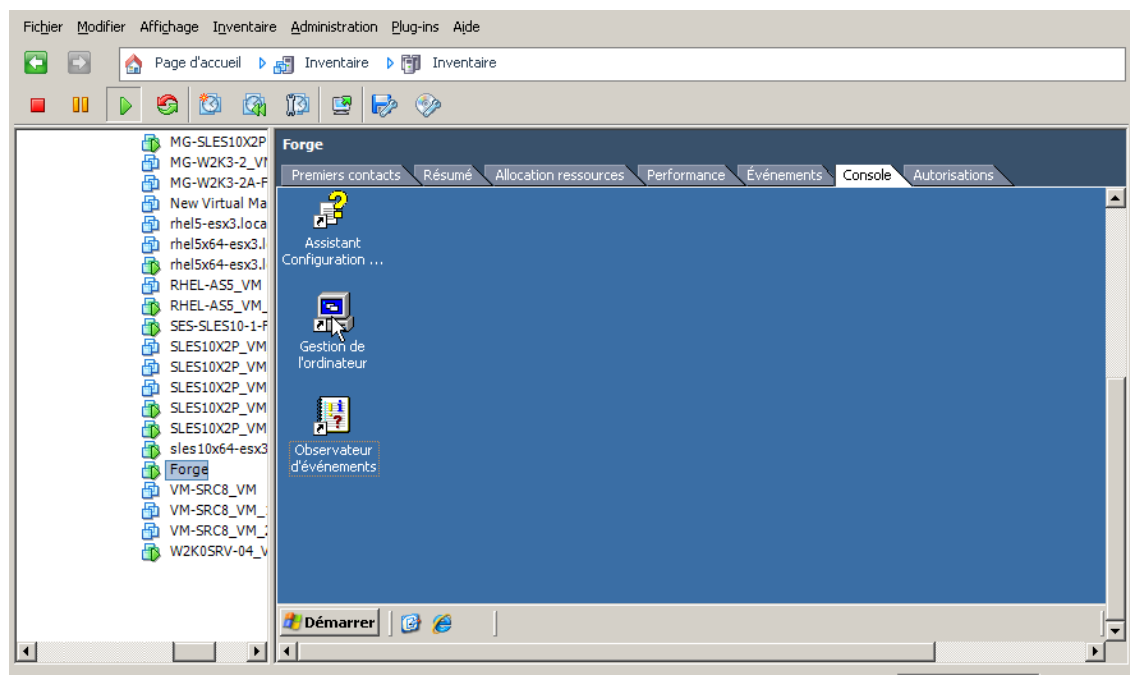 Fichier Modifier Affichage Inventaire Administration Plug-ins Aide
Page d'accueil Inventaire Inventaire
MG-SLES10X2P
MG-W2K3-2_VM
MG-W2K3-2A-F
New Virtual Ma
rhel5-esx3.loca
rhel5x64-esx3.l
rhel5x64-esx3.l
RHEL-AS5_VM
RHEL-AS5_VM_
SES-SLES10-1-F
SLES10X2P_VM
SLES10X2P_VM
SLES10X2P_VM
SLES10X2P_VM
SLES10X2P_VM
sles10x64-esx3
Forge
VM-SRC8_VM
VM-SRC8_VM_
VM-SRC8_VM_2
W2K0SRV-04_V
Forge
Premiers contacts Résumé Allocation ressources Performance Événements Console Autorisations
Assistant
Configuration ...
Gestion de
l'ordinateur
Observateur
d'événements
Démarrer